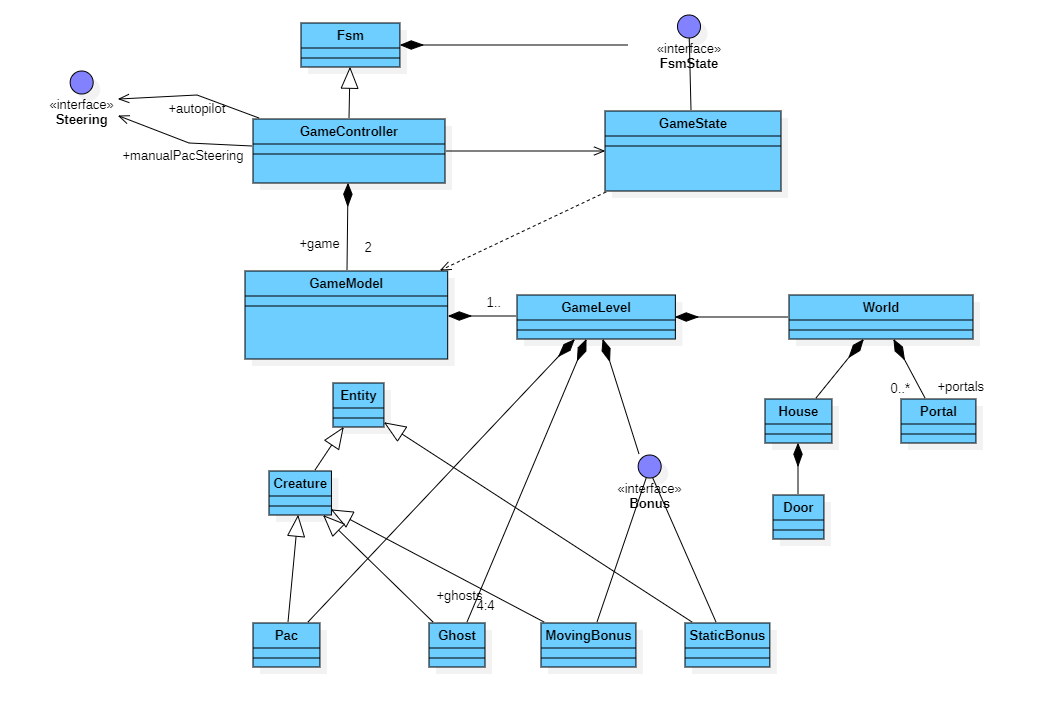 Fsm
«interface»
FsmState
«interface»
Steering
+autopilot
GameController
GameState
+manualPacSteering
+game
2
GameModel
1..
GameLevel
World
Entity
0..*
+portals
House
Portal
Creature
«interface»
Bonus
Door
+ghosts
4:4
Pac
Ghost
MovingBonus
StaticBonus